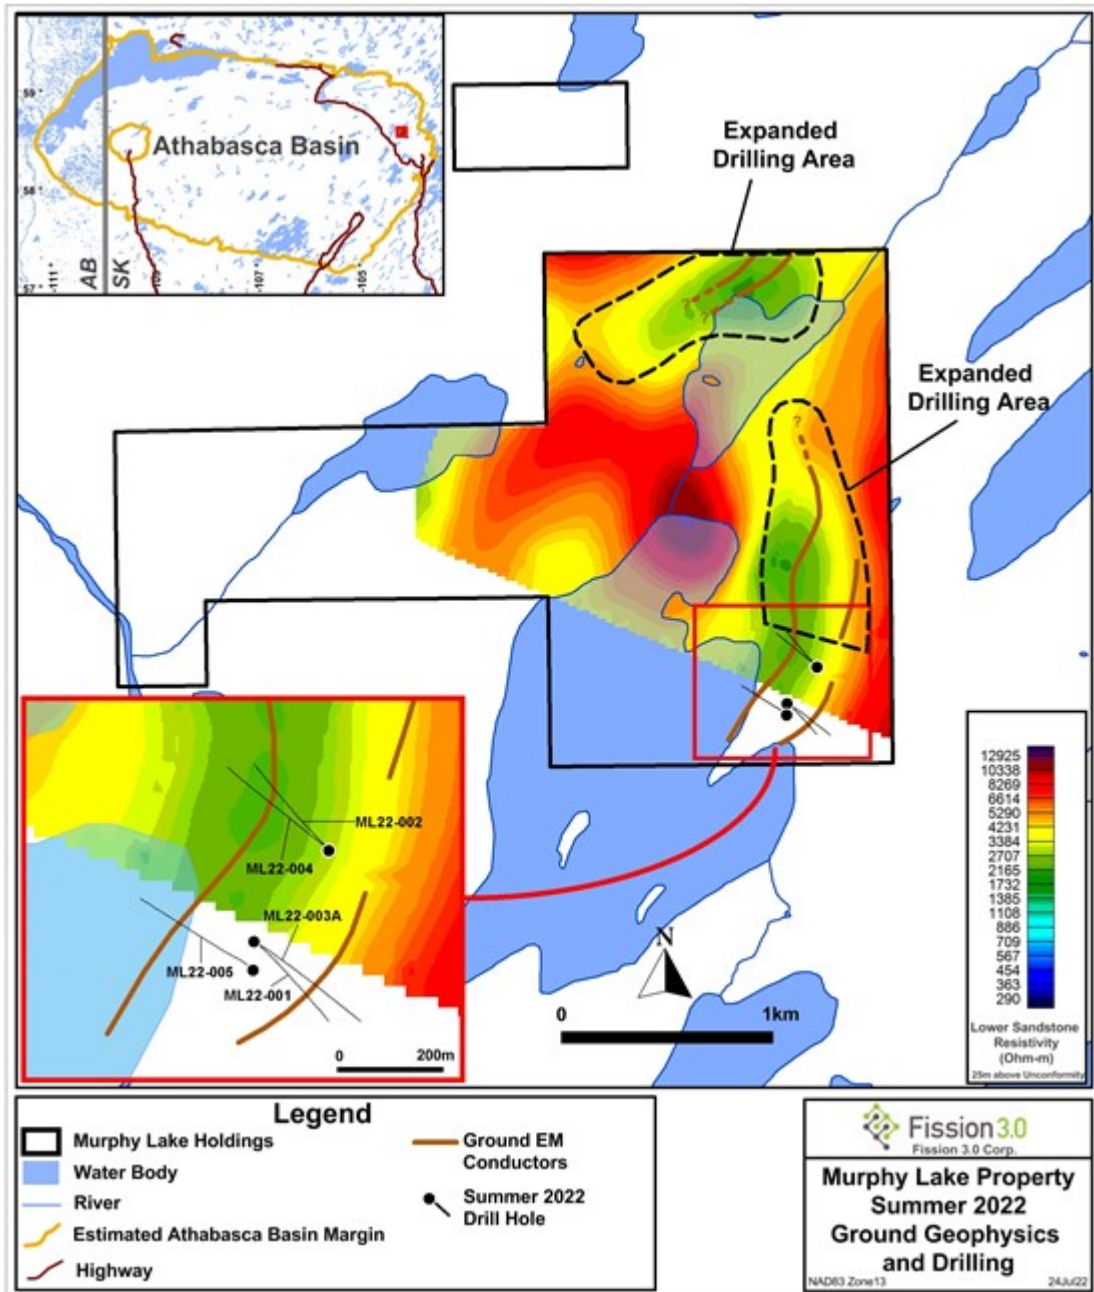 59°
58°
57°
-111°
-109
-107
-105
AB
SK
Athabasca Basin
Expanded
Drilling Area
Expanded
Drilling Area
?
?
?
ML22-002
ML22-004
ML22-003A
ML22-005
ML22-001
0
200m
N
0
1km
12925
10338
8269
6614
5290
4231
3384
2707
2165
1732
1385
1108
886
709
567
454
363
290
Lower Sandstone
Resistivity
(Ohm-m)
25m above Unconformity
Legend
Murphy Lake Holdings
Water Body
River
Estimated Athabasca Basin Margin
Highway
Ground EM
Conductors
Summer 2022
Drill Hole
Fission 3.0
Fission 3.0 Corp.
Murphy Lake Property
Summer 2022
Ground Geophysics
and Drilling
NAD83 Zone13
24Jul22